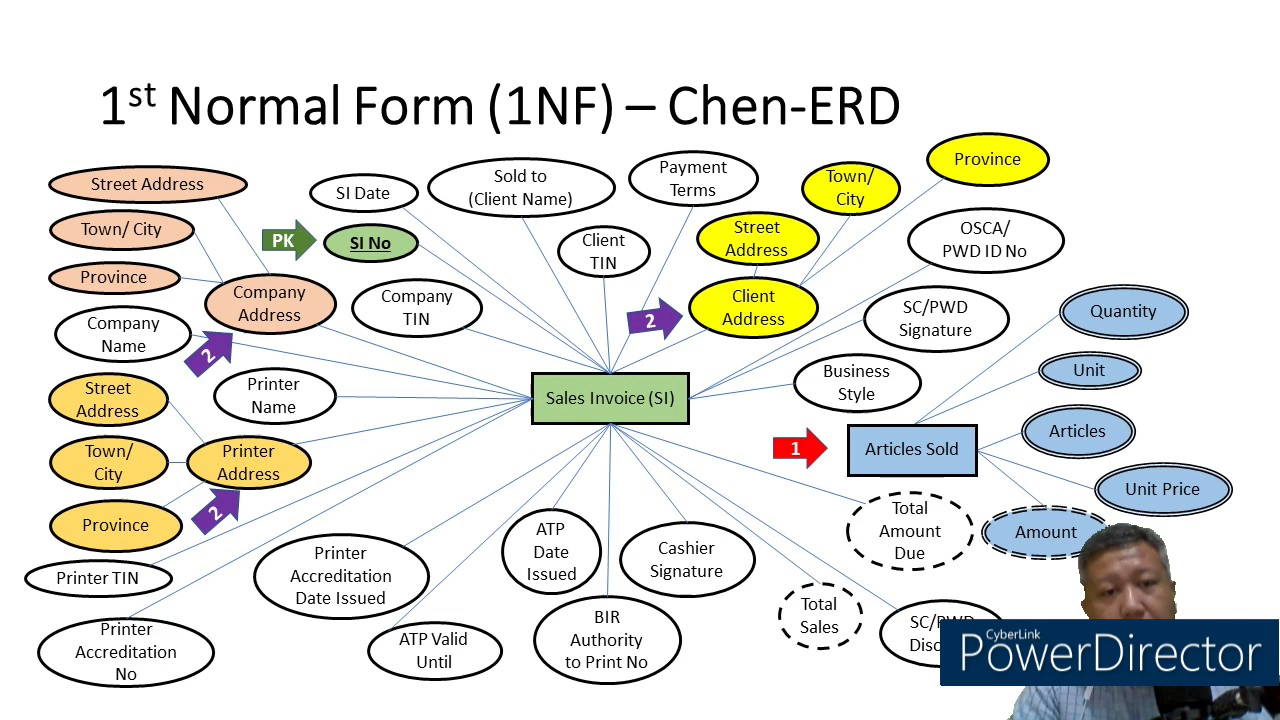 1st Normal Form (1NF) – Chen-ERD
Street Address
Town/ City
Province
Company
Address
Company
Name
2
Street
Address
Town/
City
Province
Printer
Address
2
Printer TIN
Printer
Accreditation
No
SI Date
PK
SI No
Company
TIN
Printer
Name
Sold to
(Client Name)
Client
TIN
Payment
Terms
2
Street
Address
Town/
City
Province
Client
Address
OSCA/
PWD ID No
SC/PWD
Signature
Business
Style
Sales Invoice (SI)
1
Articles Sold
Quantity
Unit
Articles
Unit Price
Amount
Total
Amount
Due
Total
Sales
SC/PWD
Cashier
Signature
ATP
Date
Issued
BIR
Authority
to Print No
ATP Valid
Until
Printer
Accreditation
Date Issued
CyberLink
PowerDirector